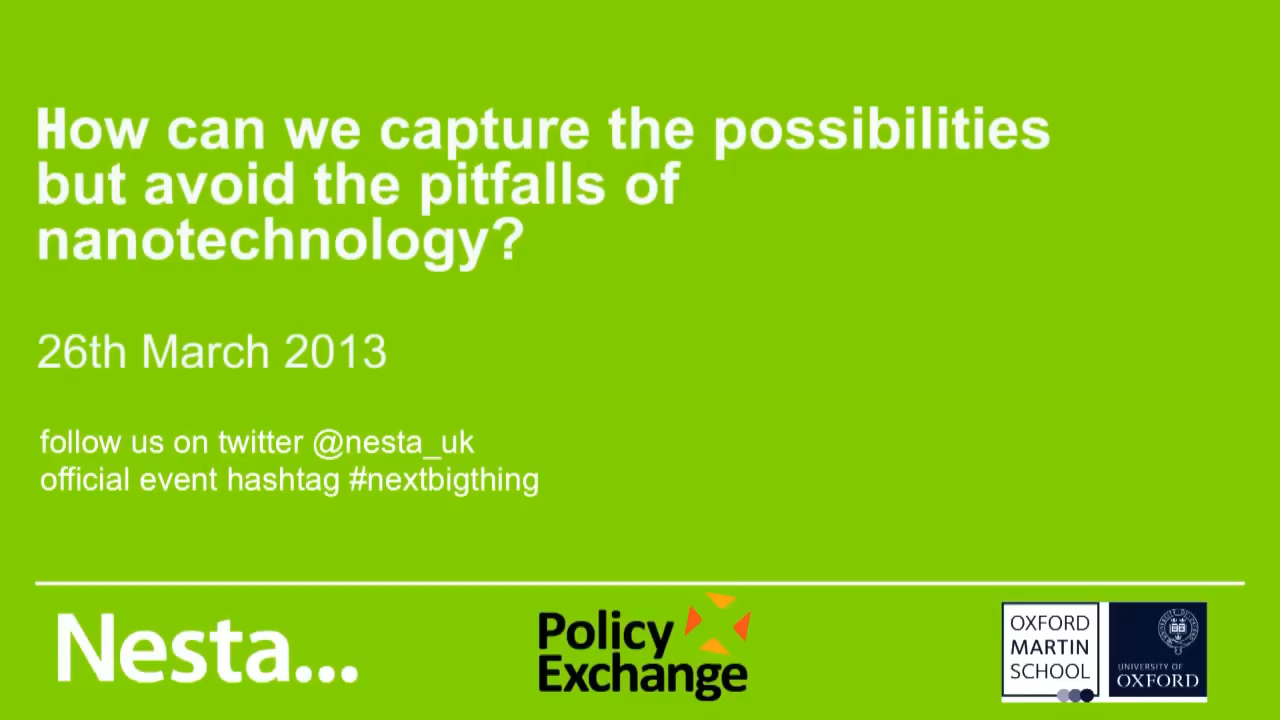 How can we capture the possibilities
but avoid the pitfalls of
nanotechnology?
26th March 2013
follow us on twitter @nesta_uk
official event hashtag #nextbigthing
Nesta...
Policy
Exchange
OXFORD
MARTIN
SCHOOL
UNIVERSITY OF
OXFORD